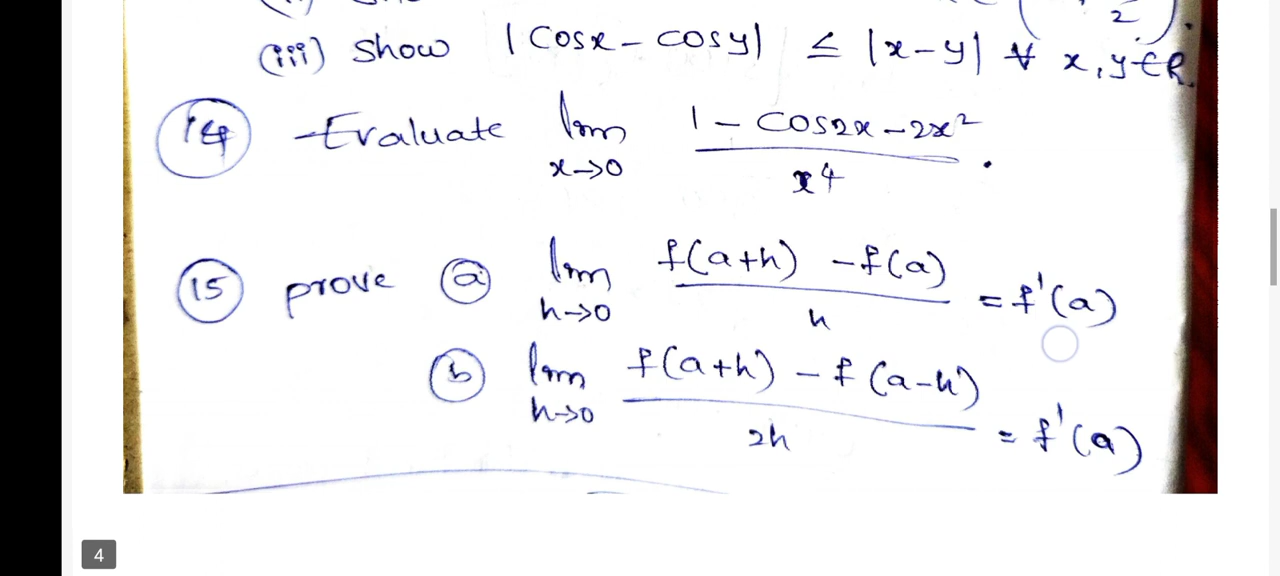 (iii) Show |Cosx - cosy| ≤ |x-y| ∀ x,y∈R.
14 Evaluate lim x→0 1 - cos2x - 2x² / x4 .
15 prove a lim h→0 f(a+h) - f(a) / h = f'(a)
b lim h→0 f(a+h) - f(a-h) / 2h = f'(a)
4